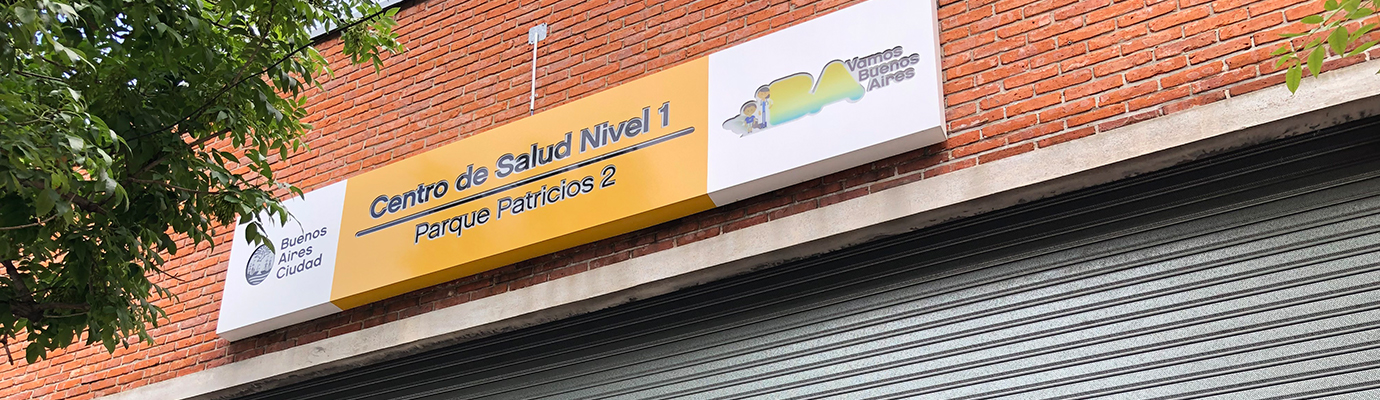 Buenos
Aires
Ciudad
Centro de Salud Nivel 1
Parque Patricios 2
BA
Vamos
Buenos
Aires